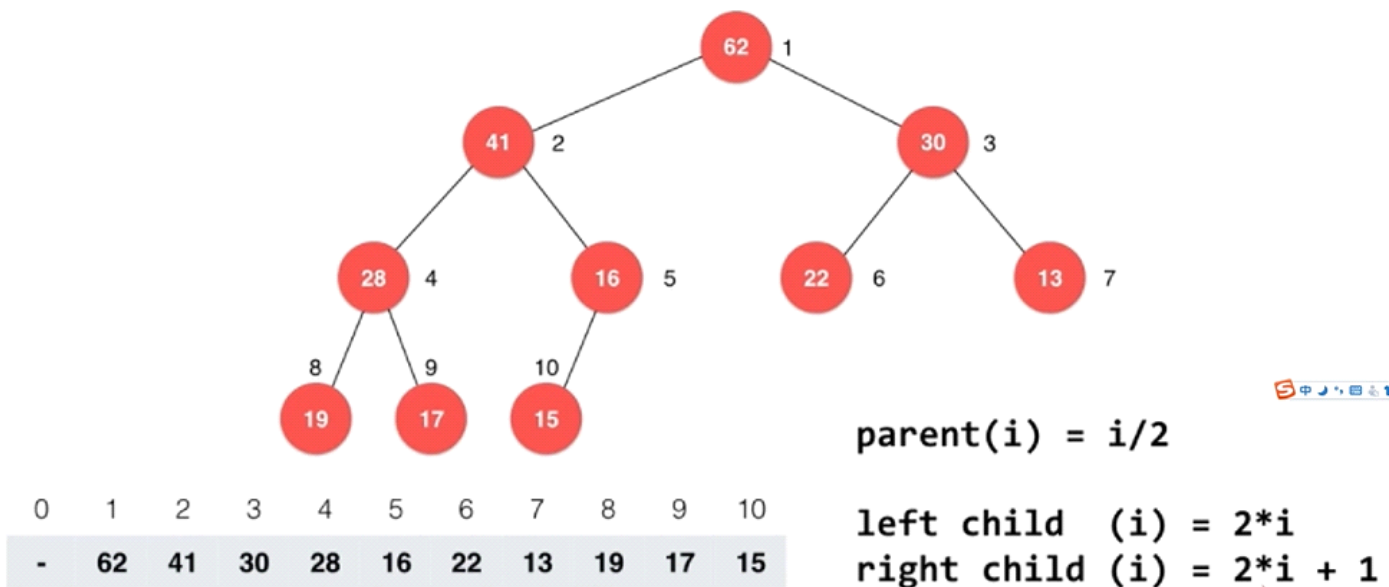 62 1
41 2 30 3
28 4 16 5 22 6 13 7
8 9 10
19 17 15
S 中
parent(i) = i/2
0 1 2 3 4 5 6 7 8 9 10
left child (i) = 2*i
- 62 41 30 28 16 22 13 19 17 15
right child (i) = 2*i + 1